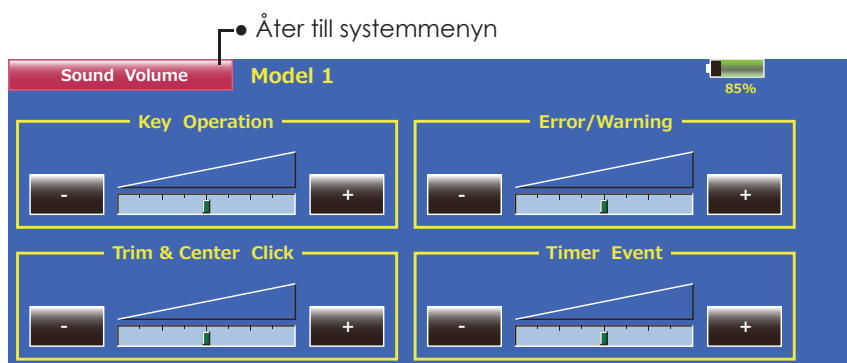 Åter till systemmenyn
Sound Volume
Model 1
85%
Key Operation
Error/Warning
-
+
-
+
Trim & Center Click
Timer Event
-
+
-
+